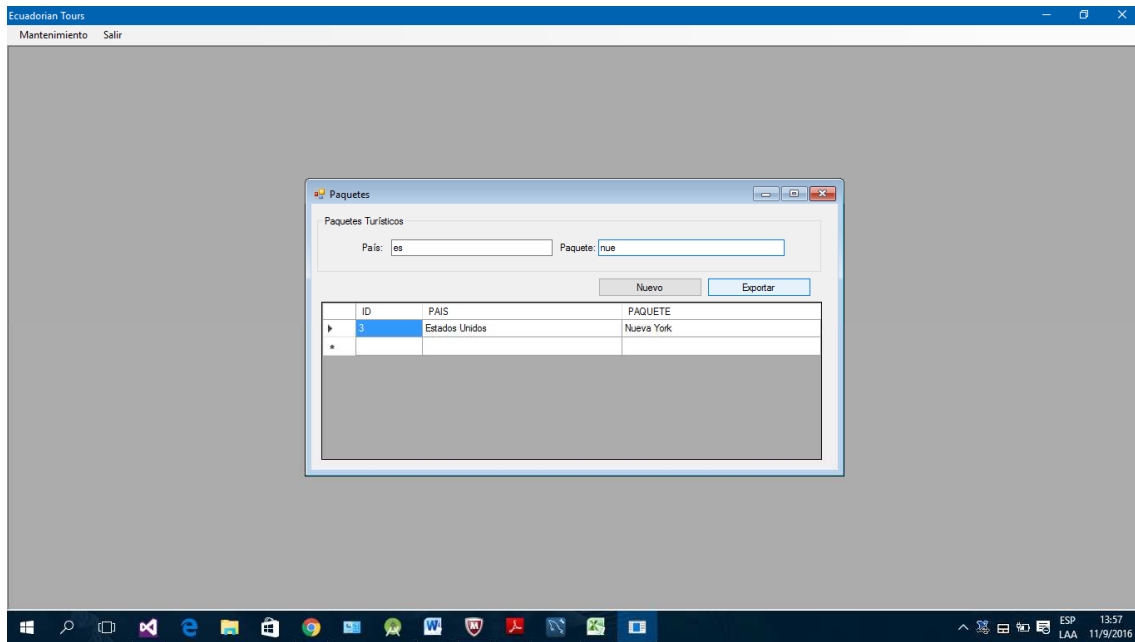 Ecuadorian Tours
Mantenimiento Salir
Paquetes
Paquetes Turísticos
País: es Paquete: nue
Nuevo Exportar
ID PAIS PAQUETE
3 Estados Unidos Nueva York
ESP 13:57
LAA 11/9/2016